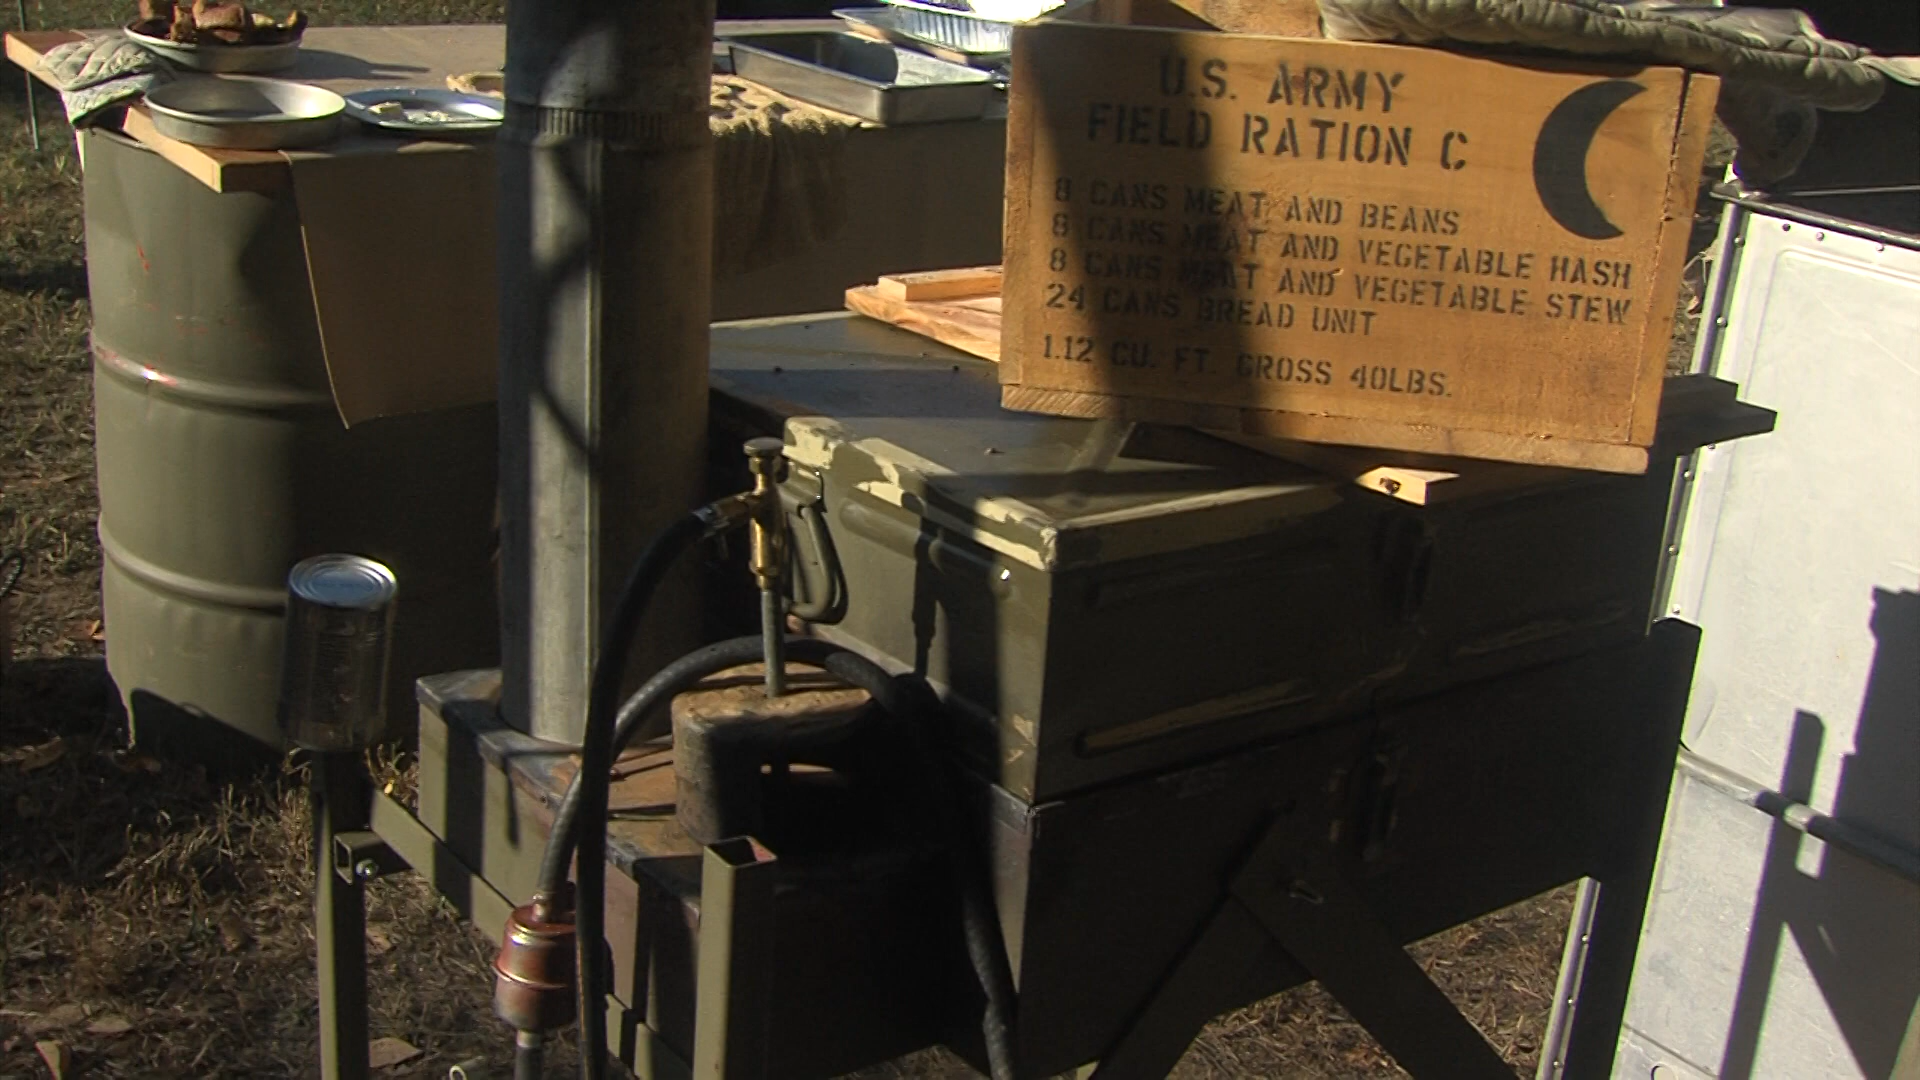 U.S. ARMY
FIELD RATION C
8 CANS MEAT AND BEANS
8 CANS MEAT AND VEGETABLE HASH
8 CANS MEAT AND VEGETABLE STEW
24 CANS BREAD UNIT
1.12 CU. FT. GROSS 40LBS.